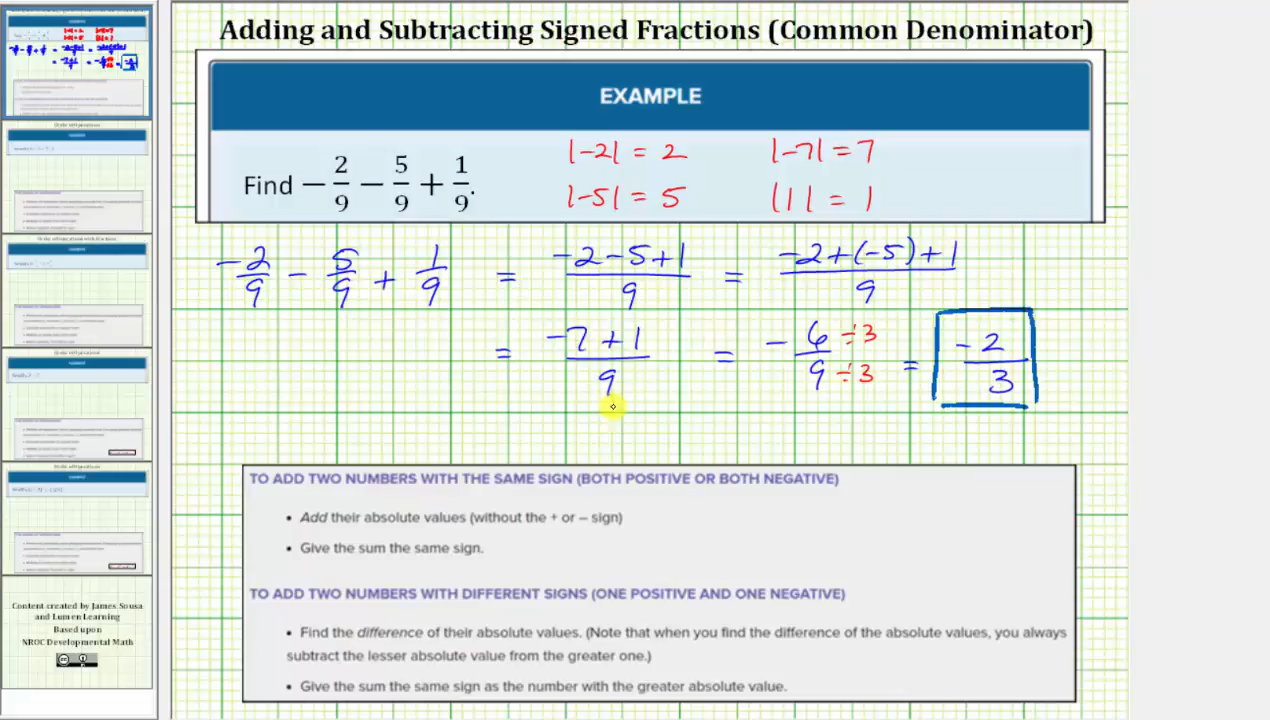 Adding and Subtracting Signed Fractions (Common Denominator)
EXAMPLE
Find −2/9 − 5/9 + 1/9.
|-2| = 2 |-7| = 7
|-5| = 5 |1| = 1
-2/9 - 5/9 + 1/9 = (-2-5+1)/9 = (-2+(-5)+1)/9
= (-7+1)/9 = -6÷3/9÷3 = -2/3
TO ADD TWO NUMBERS WITH THE SAME SIGN (BOTH POSITIVE OR BOTH NEGATIVE)
• Add their absolute values (without the + or – sign)
• Give the sum the same sign.
TO ADD TWO NUMBERS WITH DIFFERENT SIGNS (ONE POSITIVE AND ONE NEGATIVE)
• Find the difference of their absolute values. (Note that when you find the difference of the absolute values, you always
subtract the lesser absolute value from the greater one.)
• Give the sum the same sign as the number with the greater absolute value.
Content created by James Sousa
and Lumen Learning
Based upon
NROC Developmental Math